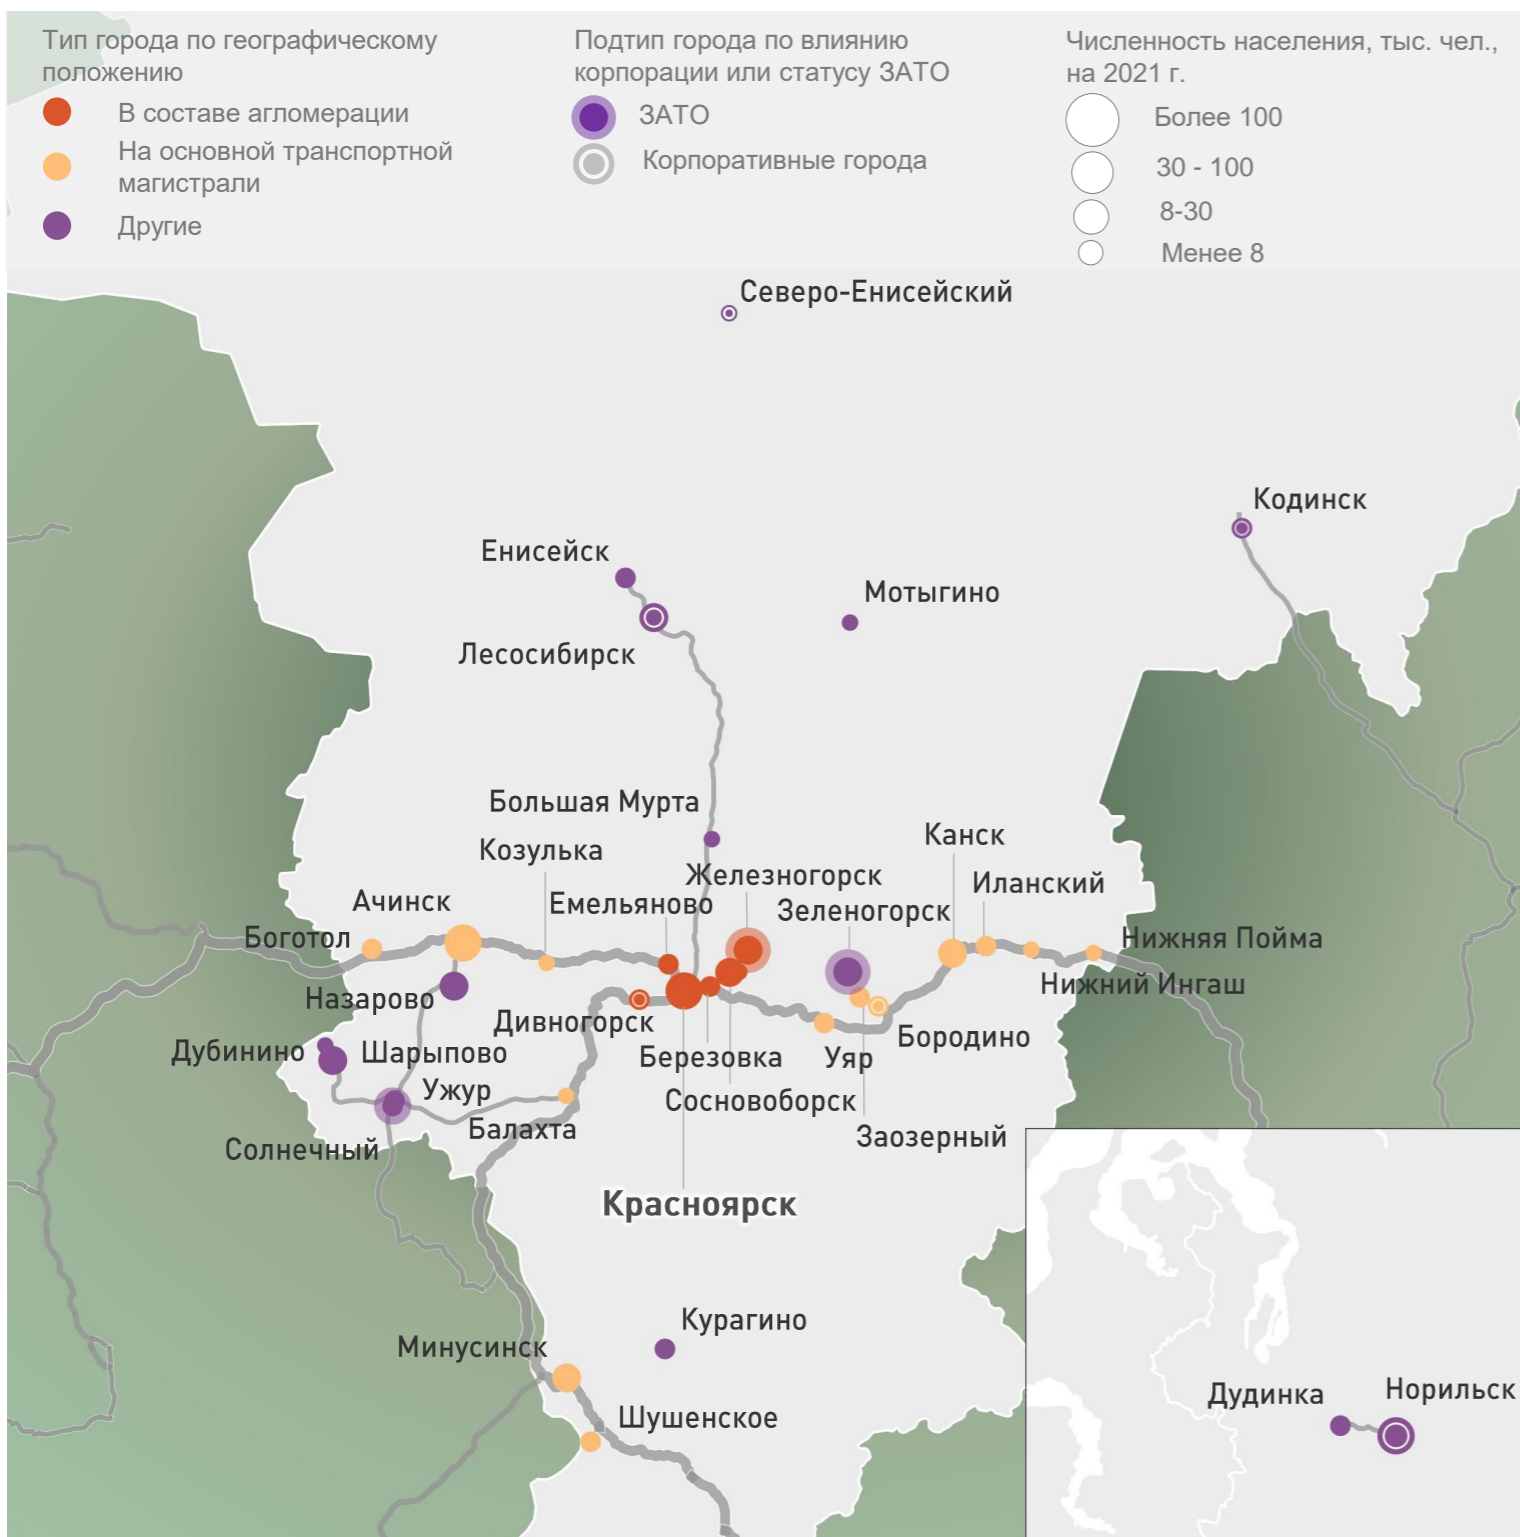 Тип города по географическому
положению
В составе агломерации
На основной транспортной
магистрали
Другие
Подтип города по влиянию
корпорации или статусу ЗАТО
ЗАТО
Корпоративные города
Численность населения, тыс. чел.,
на 2021 г.
Более 100
30 - 100
8-30
Менее 8
Северо-Енисейский
Кодинск
Енисейск
Мотыгино
Лесосибирск
Большая Мурта
Канск
Козулька
Железногорск
Иланский
Ачинск
Емельяново
Зеленогорск
Боготол
Нижняя Пойма
Нижний Ингаш
Назарово
Дивногорск
Бородино
Дубинино
Шарыпово
Березовка
Уяр
Ужур
Сосновоборск
Балахта
Заозерный
Солнечный
Красноярск
Курагино
Минусинск
Дудинка
Норильск
Шушенское